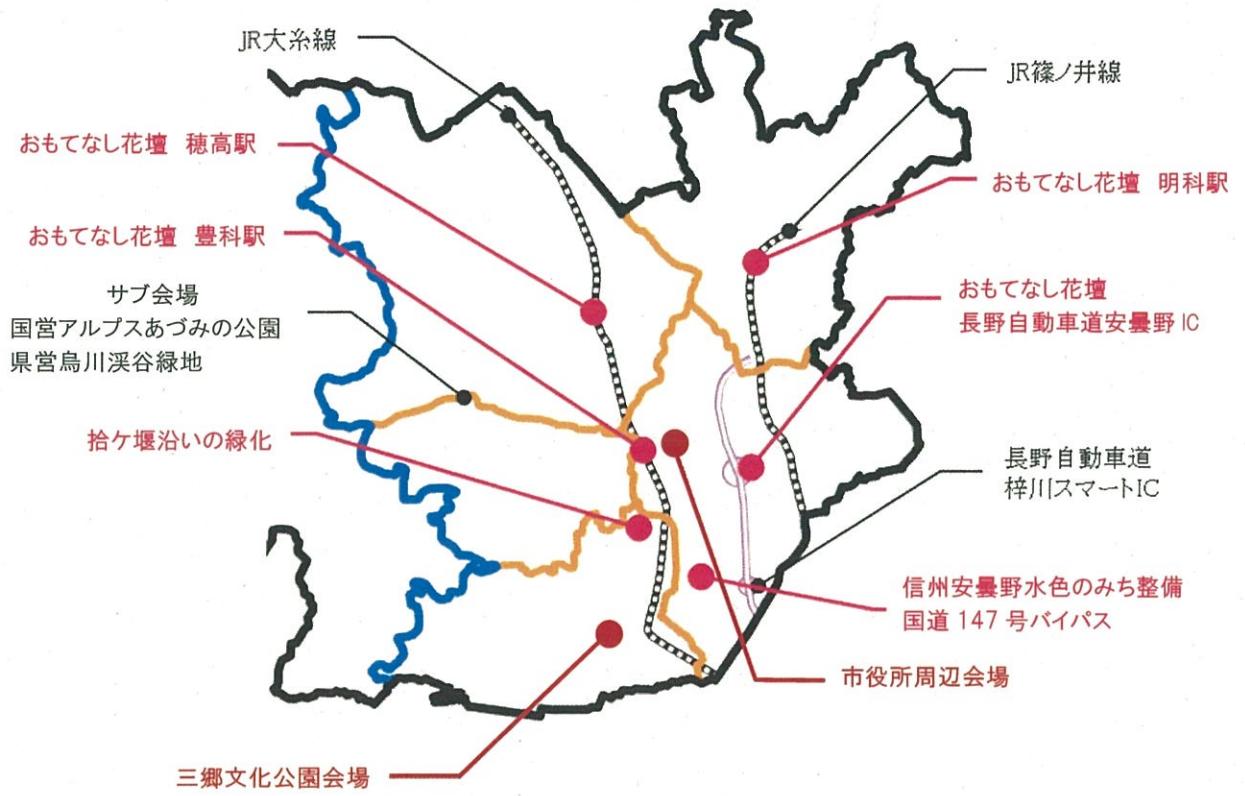 JR大糸線
JR篠ノ井線
おもてなし花壇 穂高駅
おもてなし花壇 明科駅
おもてなし花壇 豊科駅
サブ会場
国営アルプスあづみの公園
県営烏川渓谷緑地
おもてなし花壇
長野自動車道安曇野IC
拾ケ堰沿いの緑化
長野自動車道
梓川スマートIC
信州安曇野水色のみち整備
国道147号バイパス
市役所周辺会場
三郷文化公園会場